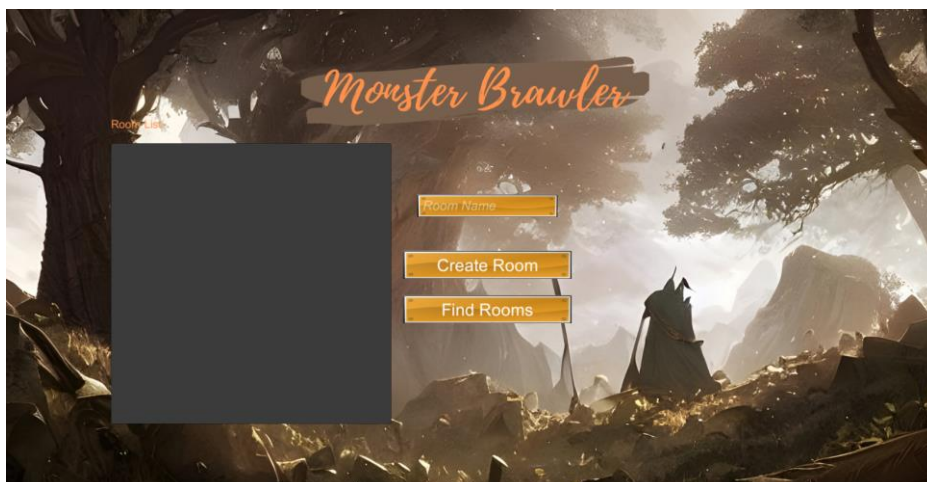 Monster Brawler
Room List
Room Name
Create Room
Find Rooms